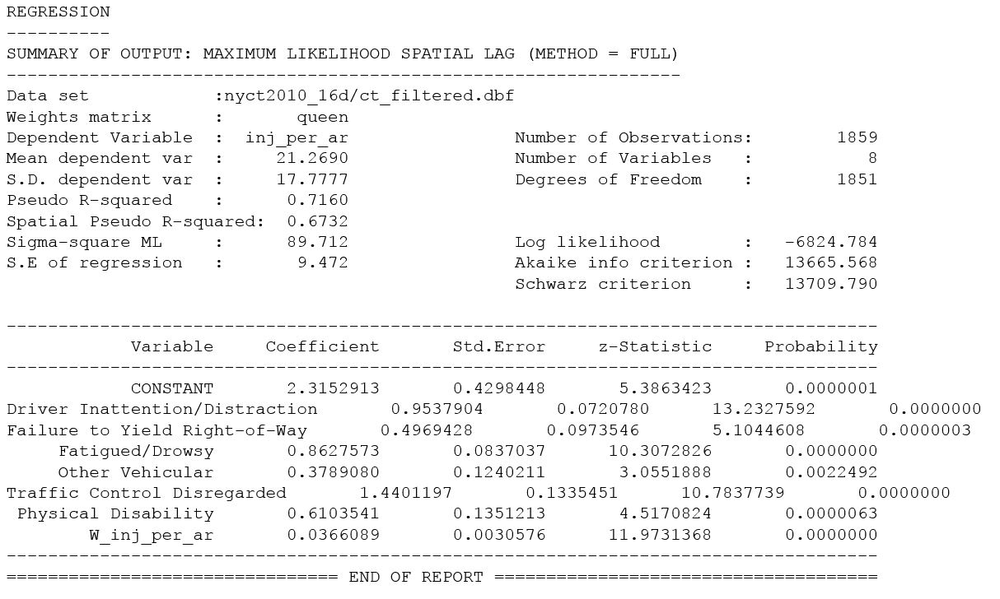 REGRESSION
----------
SUMMARY OF OUTPUT: MAXIMUM LIKELIHOOD SPATIAL LAG (METHOD = FULL)
-----------------------------------------------------------------
Data set            :nyct2010_16d/ct_filtered.dbf
Weights matrix      :       queen
Dependent Variable  :  inj_per_ar                Number of Observations:        1859
Mean dependent var  :     21.2690                Number of Variables   :           8
S.D. dependent var  :     17.7777                Degrees of Freedom    :        1851
Pseudo R-squared    :      0.7160
Spatial Pseudo R-squared:  0.6732
Sigma-square ML     :      89.712                Log likelihood        :   -6824.784
S.E of regression   :       9.472                Akaike info criterion :   13665.568
                                                 Schwarz criterion     :   13709.790

------------------------------------------------------------------------------------
            Variable     Coefficient       Std.Error     z-Statistic     Probability
------------------------------------------------------------------------------------
            CONSTANT       2.3152913       0.4298448       5.3863423       0.0000001
Driver Inattention/Distraction       0.9537904       0.0720780      13.2327592       0.0000000
Failure to Yield Right-of-Way       0.4969428       0.0973546       5.1044608       0.0000003
     Fatigued/Drowsy       0.8627573       0.0837037      10.3072826       0.0000000
     Other Vehicular       0.3789080       0.1240211       3.0551888       0.0022492
Traffic Control Disregarded       1.4401197       0.1335451      10.7837739       0.0000000
 Physical Disability       0.6103541       0.1351213       4.5170824       0.0000063
        W_inj_per_ar       0.0366089       0.0030576      11.9731368       0.0000000
------------------------------------------------------------------------------------
================================ END OF REPORT =====================================